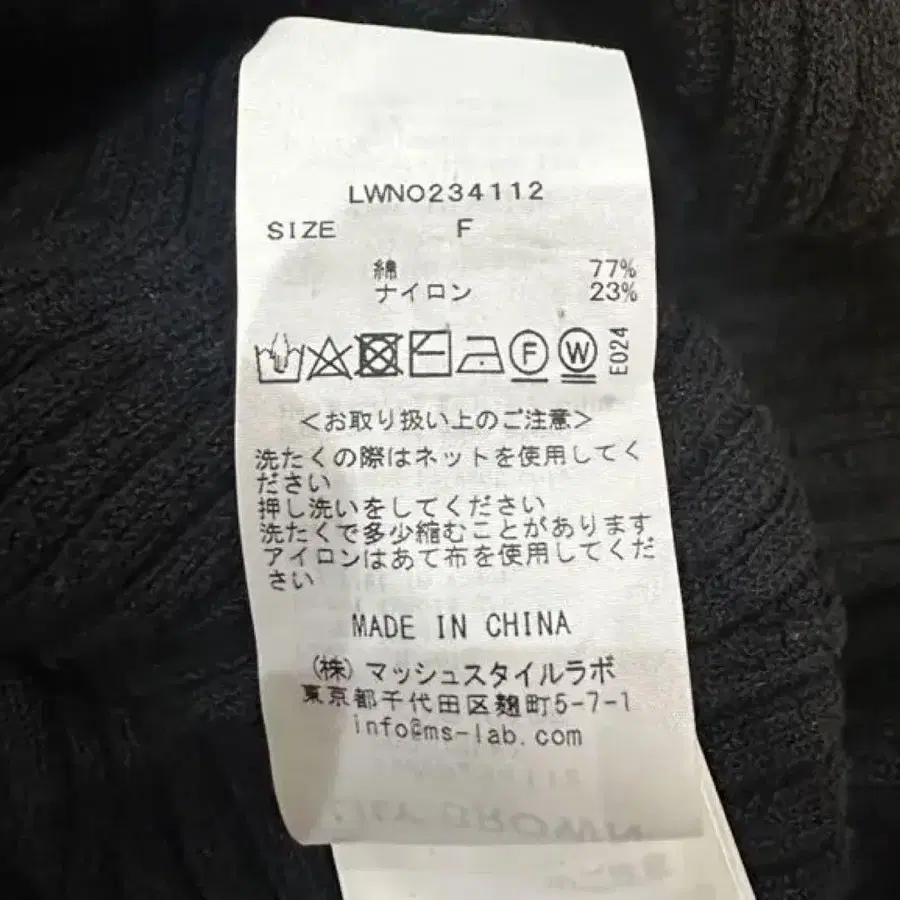 LWNO234112
SIZE F
綿 77%
ナイロン 23%
F W E024
<お取り扱い上のご注意>
洗たくの際はネットを使用してく
ださい
押し洗いをしてください
洗たくで多少縮むことがあります
アイロンはあて布を使用してくだ
さい
MADE IN CHINA
(株)マッシュスタイルラボ
東京都千代田区麹町5-7-1
info@ms-lab.com